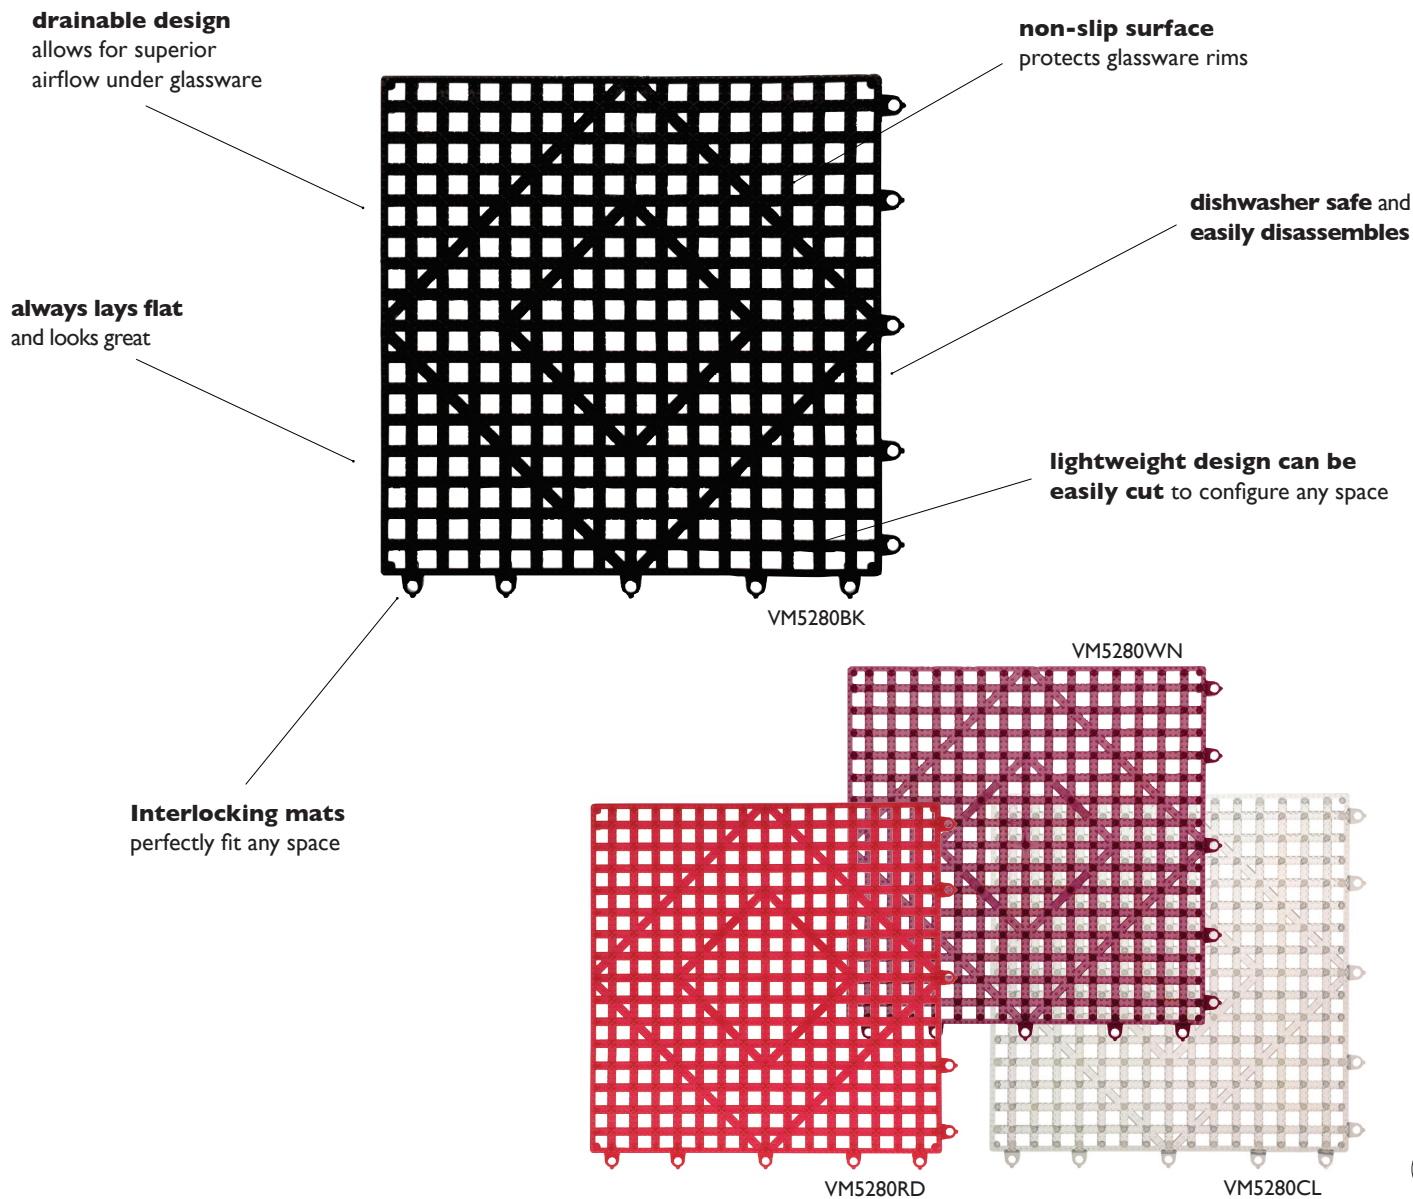 drainable design
allows for superior
airflow under glassware
non-slip surface
protects glassware rims
dishwasher safe and
easily disassembles
always lays flat
and looks great
lightweight design can be
easily cut to configure any space
VM5280BK
VM5280WN
Interlocking mats
perfectly fit any space
VM5280RD
VM5280CL